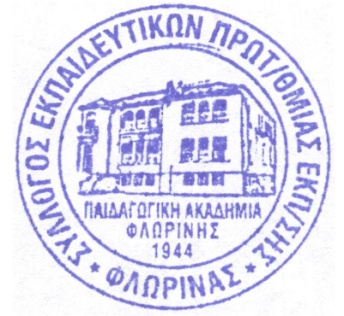 ΣΥΛΛΟΓΟΣ ΕΚΠΑΙΔΕΥΤΙΚΩΝ ΠΡΩΤ/ΘΜΙΑΣ ΕΚΠ/ΣΗΣ
* ΦΛΩΡΙΝΑΣ *
ΠΑΙΔΑΓΩΓΙΚΗ ΑΚΑΔΗΜΙΑ
ΦΛΩΡΙΝΗΣ
1944